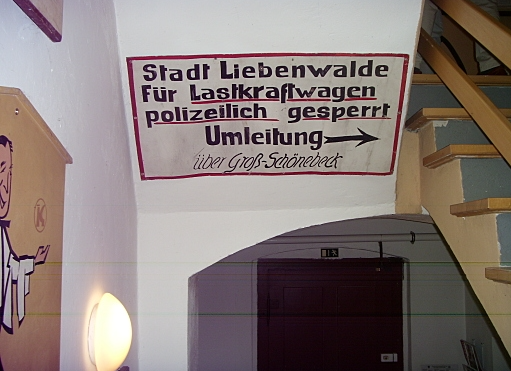 Stadt Liebenwalde
Für Lastkraftwagen
polizeilich gesperrt
Umleitung
über Groß-Schönebeck
K